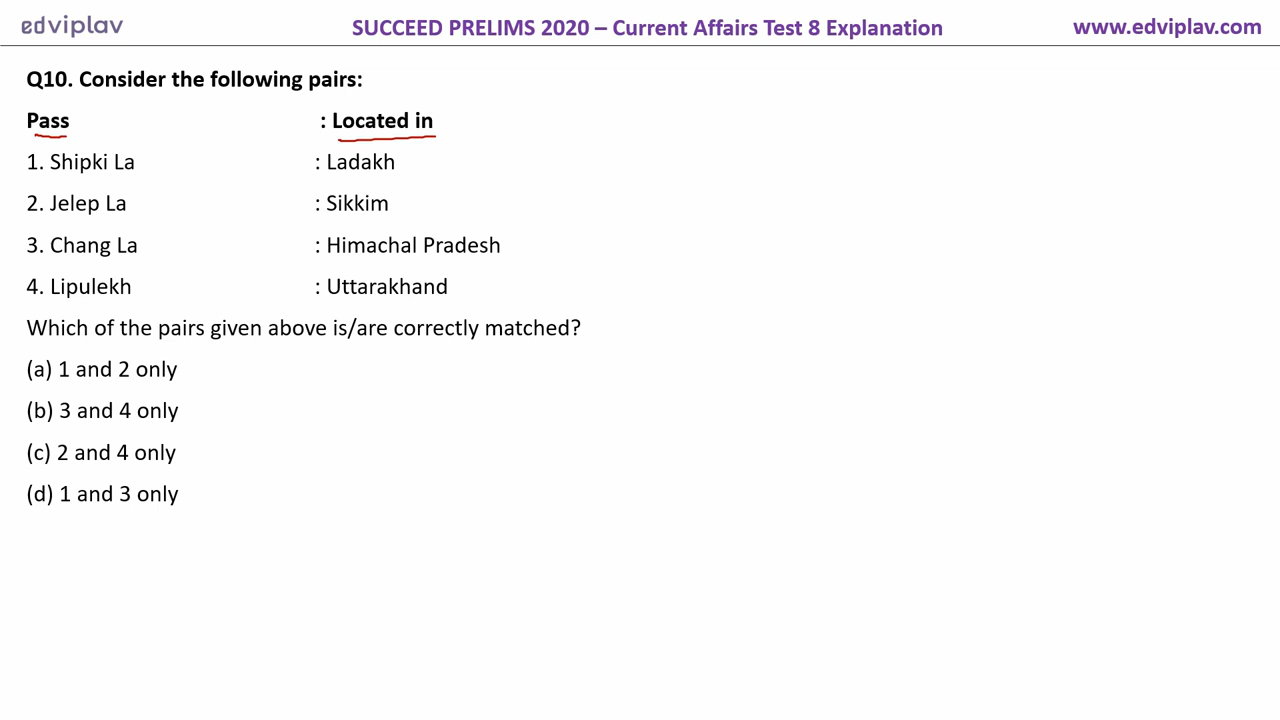 edviplav
SUCCEED PRELIMS 2020 – Current Affairs Test 8 Explanation
www.edviplav.com
Q10. Consider the following pairs:
Pass : Located in
1. Shipki La : Ladakh
2. Jelep La : Sikkim
3. Chang La : Himachal Pradesh
4. Lipulekh : Uttarakhand
Which of the pairs given above is/are correctly matched?
(a) 1 and 2 only
(b) 3 and 4 only
(c) 2 and 4 only
(d) 1 and 3 only